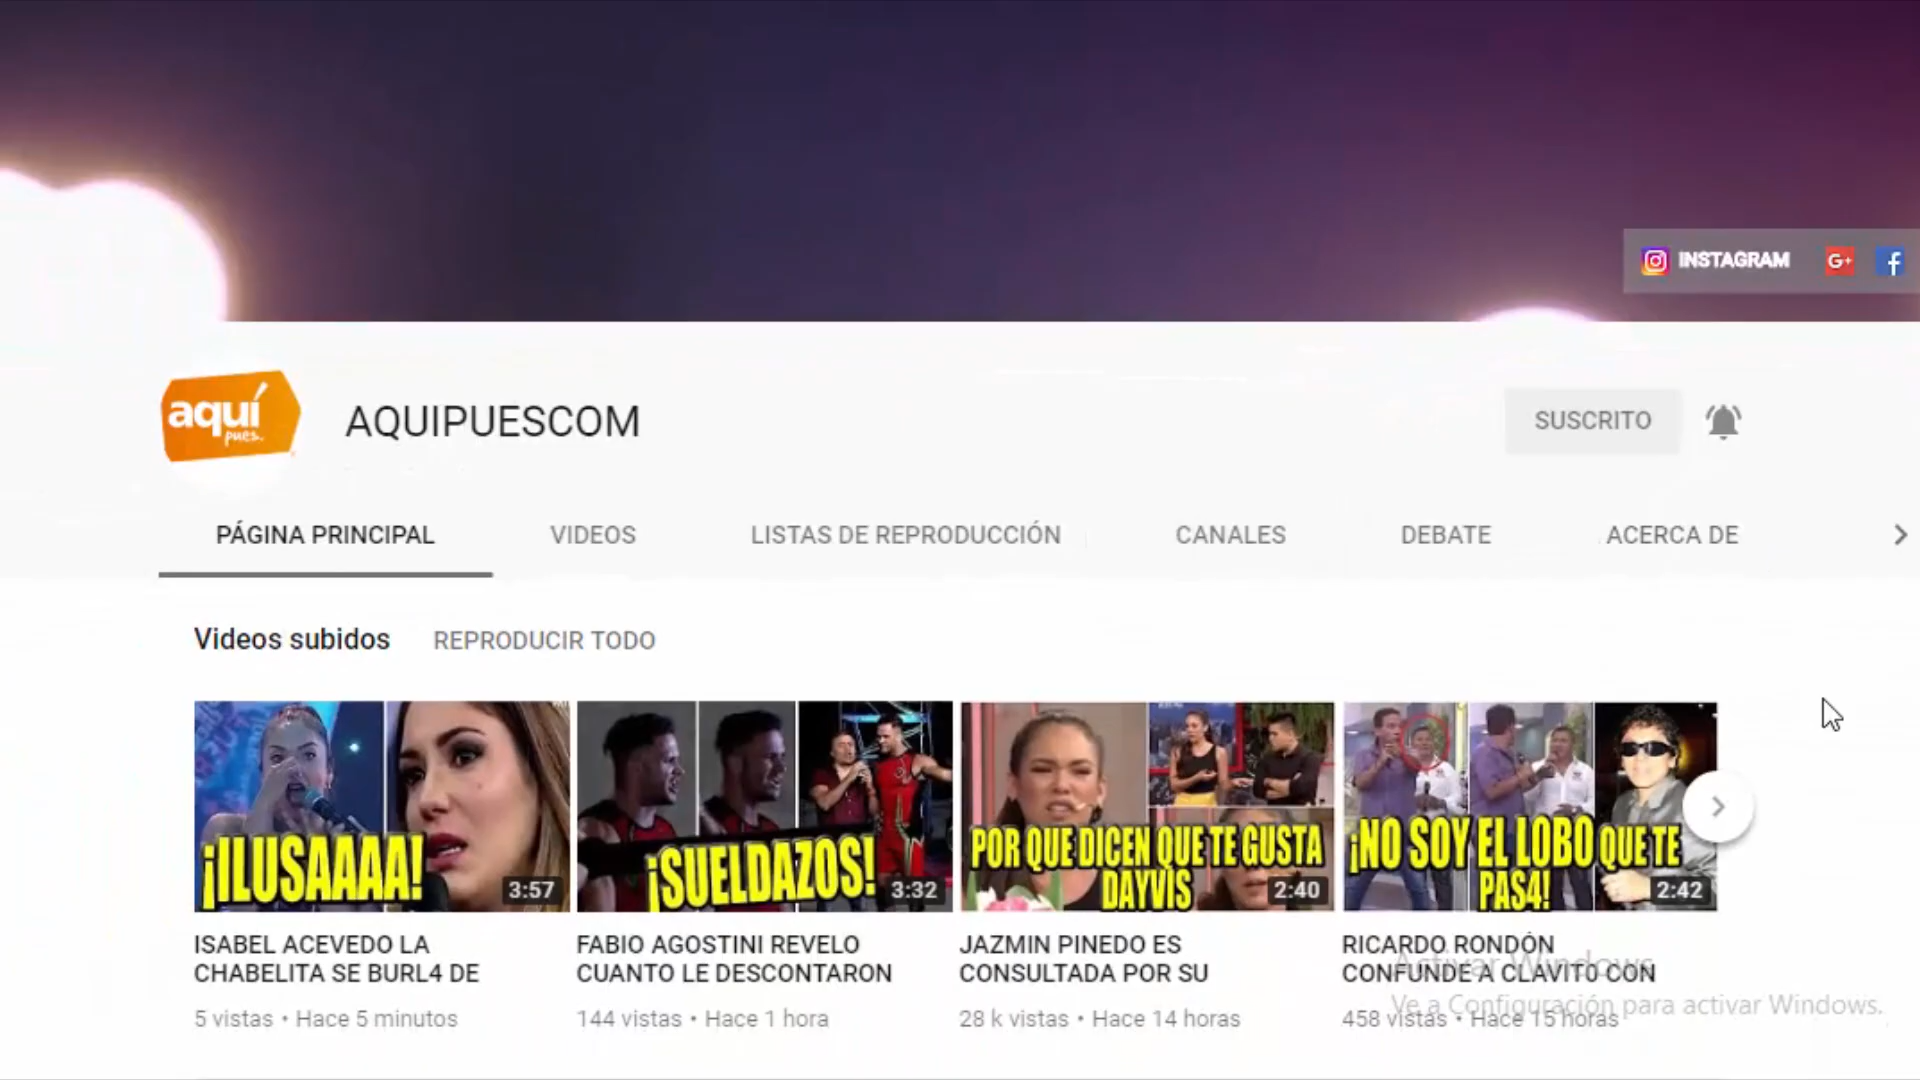 INSTAGRAM
G+
f
aquí
pues.
AQUIPUESCOM
SUSCRITO
PÁGINA PRINCIPAL
VIDEOS
LISTAS DE REPRODUCCIÓN
CANALES
DEBATE
ACERCA DE
Videos subidos
REPRODUCIR TODO
¡ILUSAAAA!
3:57
¡SUELDAZOS!
3:32
POR QUE DICEN QUE TE GUSTA
DAYVIS
2:40
¡NO SOY EL LOBO QUE TE
PAS4!
2:42
ISABEL ACEVEDO LA
CHABELITA SE BURL4 DE
5 vistas • Hace 5 minutos
FABIO AGOSTINI REVELO
CUANTO LE DESCONTARON
144 vistas • Hace 1 hora
JAZMIN PINEDO ES
CONSULTADA POR SU
28 k vistas • Hace 14 horas
RICARDO RONDÓN
CONFUNDE A CLAVIT0 CON
458 vistas • Hace 15 horas
Activar Windows
Ve a Configuración para activar Windows.